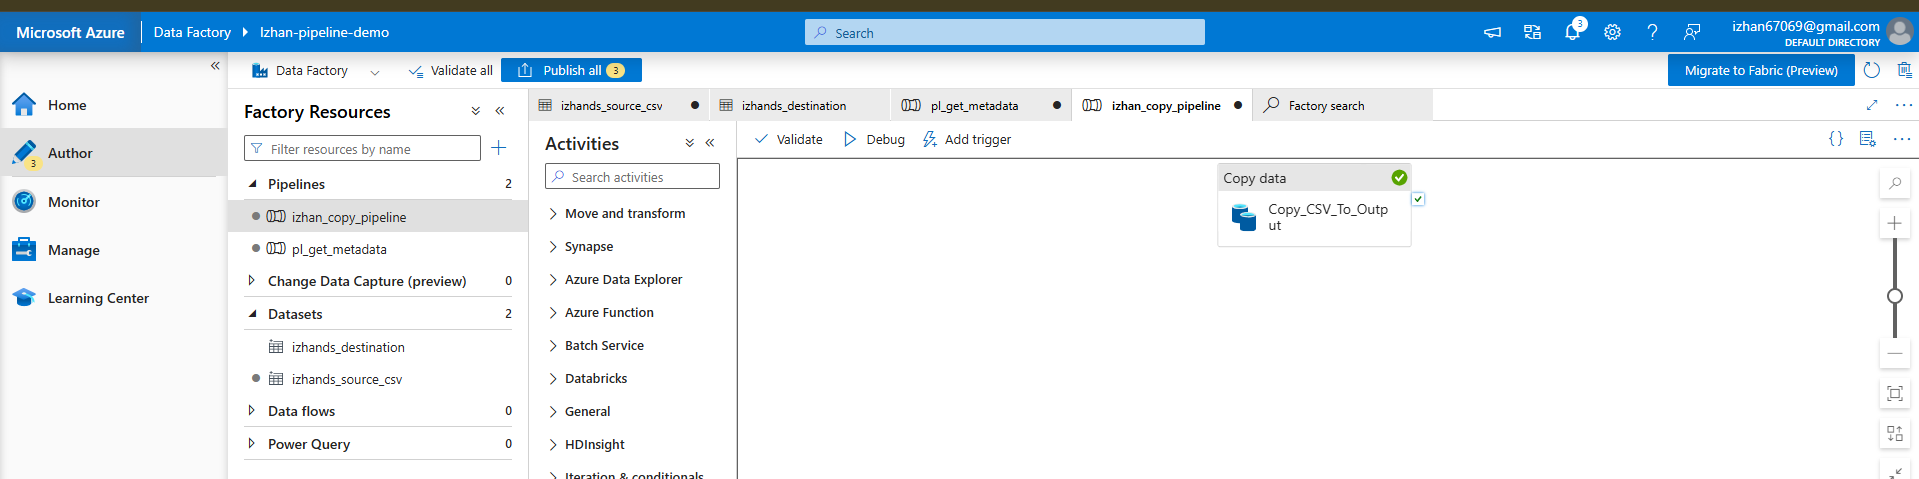 Microsoft Azure
Data Factory
Izhan-pipeline-demo
Search
3
izhan67069@gmail.com
DEFAULT DIRECTORY
Home
Author
3
Monitor
Manage
Learning Center
Data Factory
Validate all
Publish all 3
Migrate to Fabric (Preview)
Factory Resources
Filter resources by name
Pipelines 2
izhan_copy_pipeline
pl_get_metadata
Change Data Capture (preview) 0
Datasets 2
izhands_destination
izhands_source_csv
Data flows 0
Power Query 0
izhands_source_csv
izhands_destination
pl_get_metadata
izhan_copy_pipeline
Factory search
Activities
Search activities
Move and transform
Synapse
Azure Data Explorer
Azure Function
Batch Service
Databricks
General
HDInsight
Iteration & conditionals
Validate
Debug
Add trigger
Copy data
Copy_CSV_To_Outp
ut